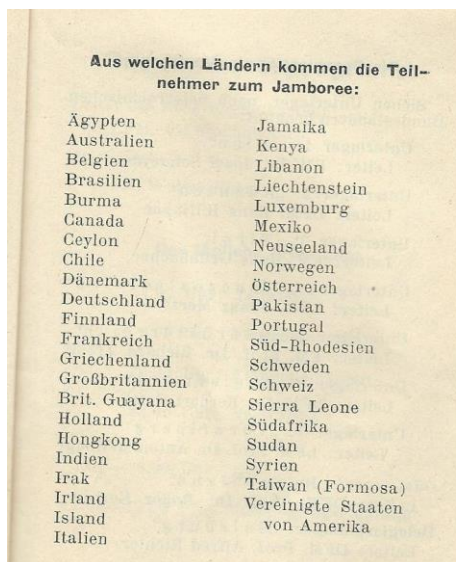 Aus welchen Ländern kommen die Teil-
nehmer zum Jamboree:
Ägypten
Australien
Belgien
Brasilien
Burma
Canada
Ceylon
Chile
Dänemark
Deutschland
Finnland
Frankreich
Griechenland
Großbritannien
Brit. Guayana
Holland
Hongkong
Indien
Irak
Irland
Island
Italien
Jamaika
Kenya
Libanon
Liechtenstein
Luxemburg
Mexiko
Neuseeland
Norwegen
Österreich
Pakistan
Portugal
Süd-Rhodesien
Schweden
Schweiz
Sierra Leone
Südafrika
Sudan
Syrien
Taiwan (Formosa)
Vereinigte Staaten
von Amerika